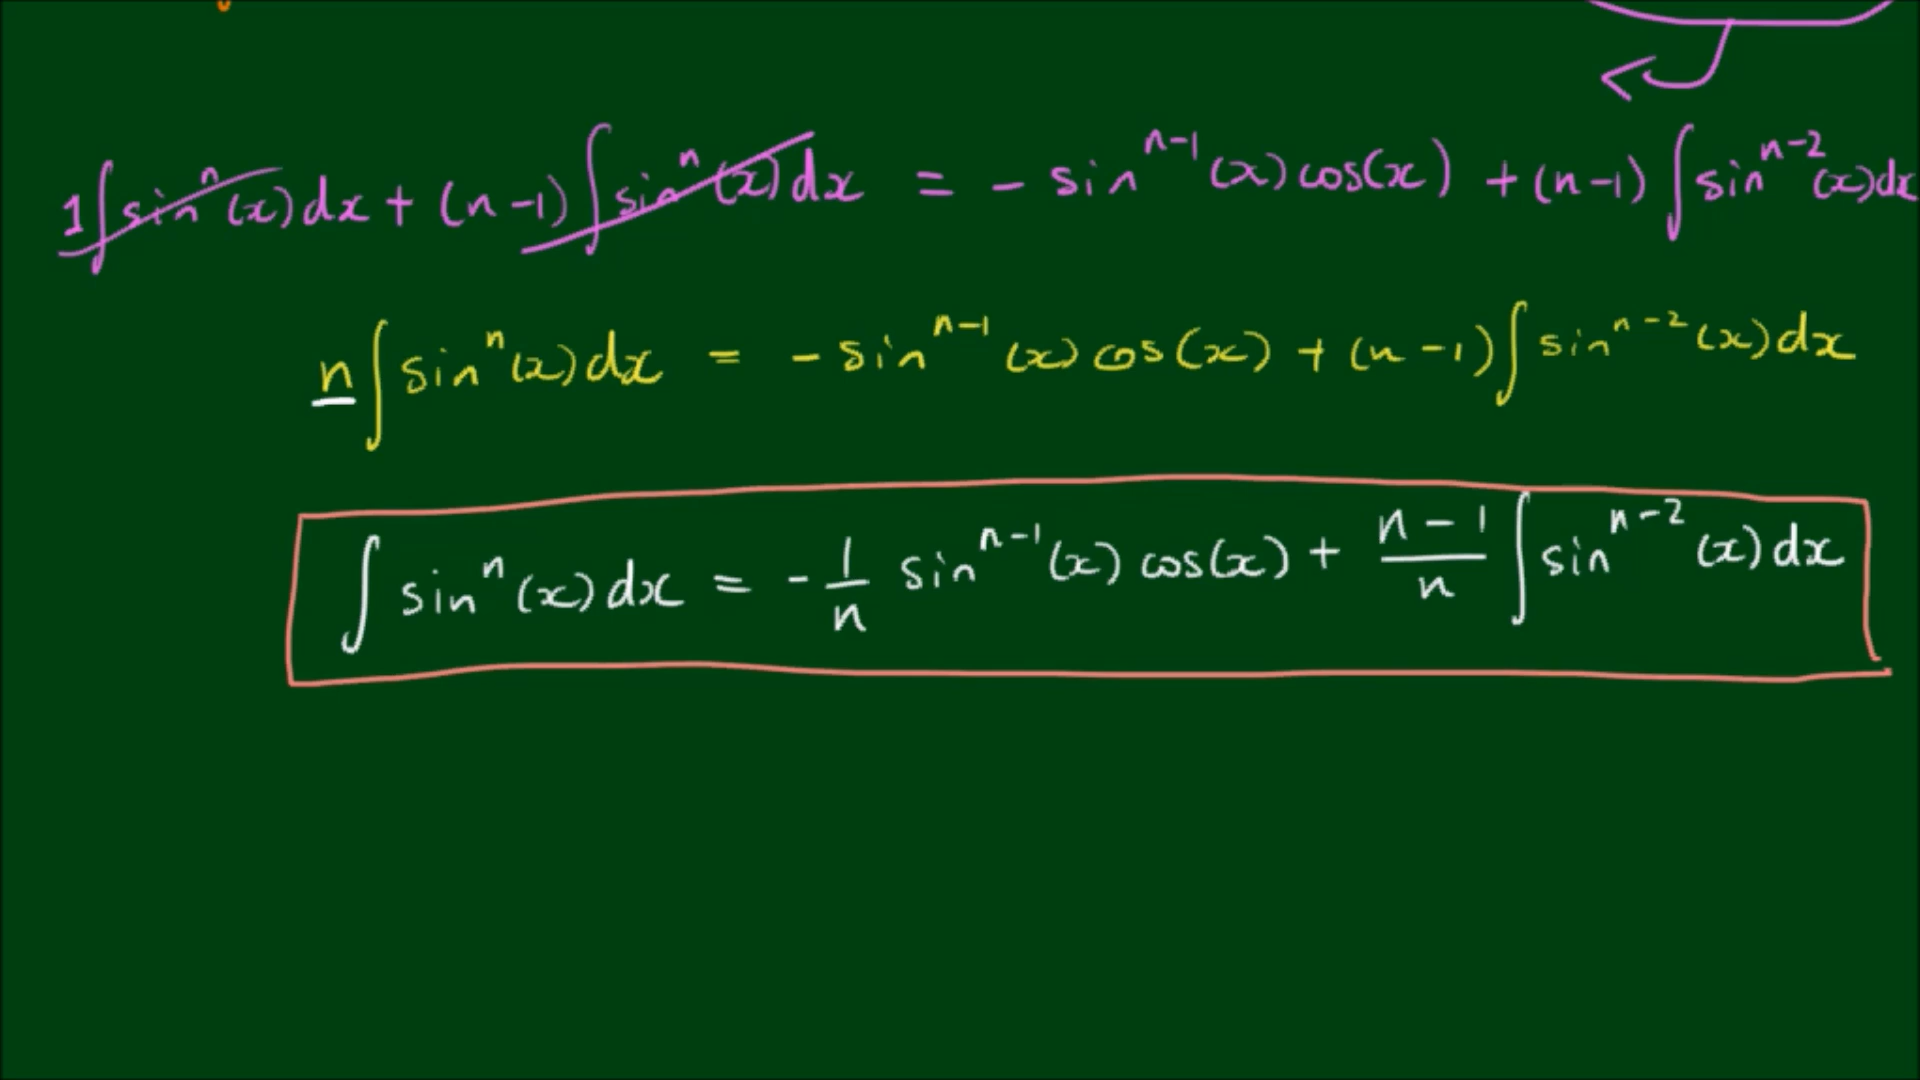 1∫sinⁿ(x)dx + (n-1)∫sinⁿ(x)dx = - sinⁿ⁻¹(x)cos(x) + (n-1)∫sinⁿ⁻²(x)dx
n∫sinⁿ(x)dx = - sinⁿ⁻¹(x)cos(x) + (n-1)∫sinⁿ⁻²(x)dx
∫sinⁿ(x)dx = - 1/n sinⁿ⁻¹(x)cos(x) + n-1/n ∫sinⁿ⁻²(x)dx